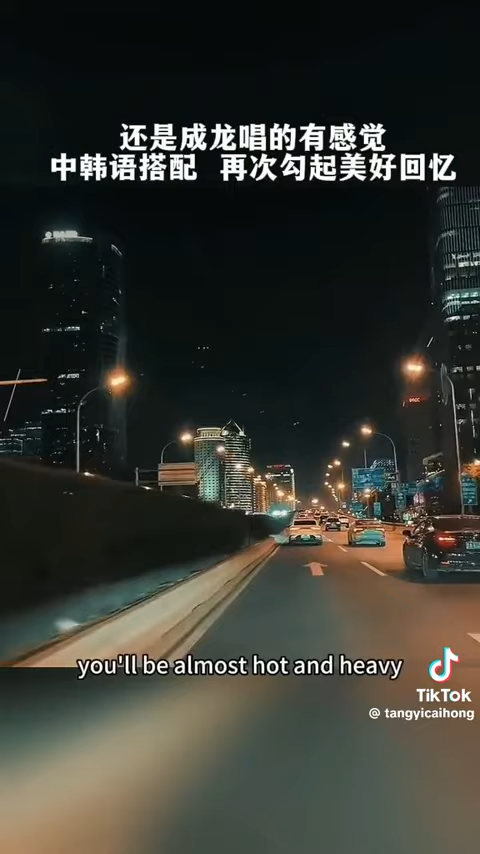 还是成龙唱的有感觉
中韩语搭配 再次勾起美好回忆
you'll be almost hot and heavy
TikTok
@ tangyicaihong